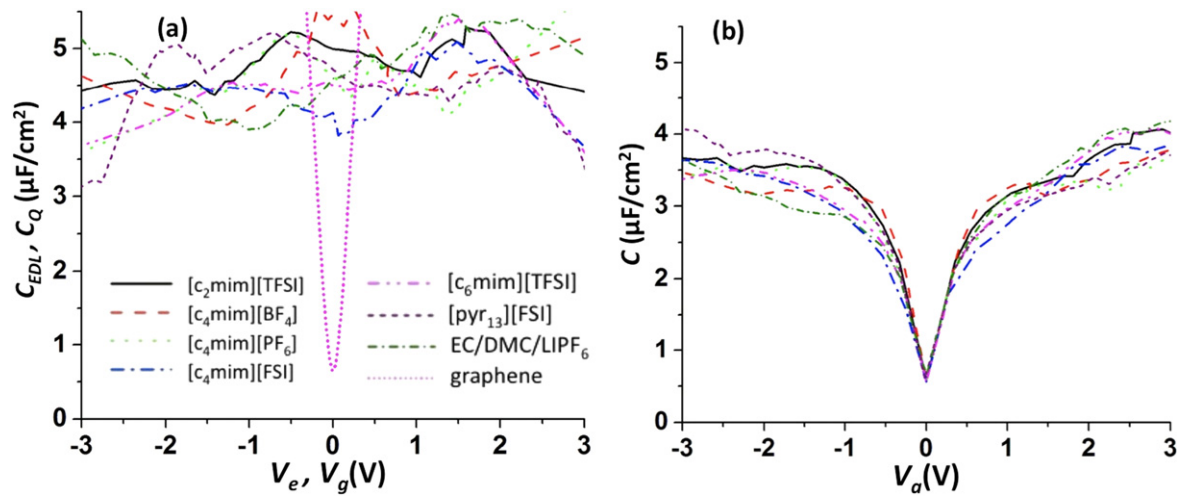 (a)
C_EDL, C_Q (μF/cm²)
5
4
3
2
1
0
[c₂mim][TFSI]
[c₄mim][BF₄]
[c₄mim][PF₆]
[c₄mim][FSI]
[c₆mim][TFSI]
[pyr₁₃][FSI]
EC/DMC/LIPF₆
graphene
-3 -2 -1 0 1 2 3
V_e, V_g(V)
(b)
C (μF/cm²)
5
4
3
2
1
0
-3 -2 -1 0 1 2 3
V_a(V)